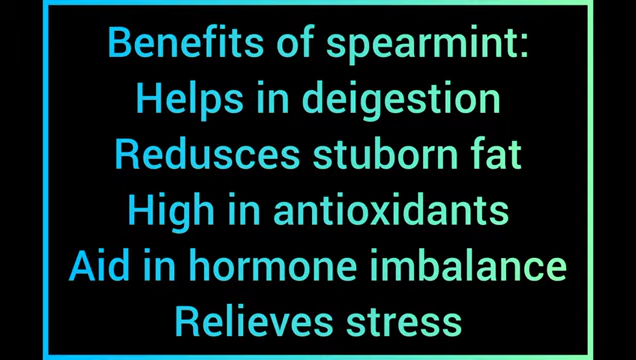 Benefits of spearmint:
Helps in deigestion
Redusces stuborn fat
High in antioxidants
Aid in hormone imbalance
Relieves stress